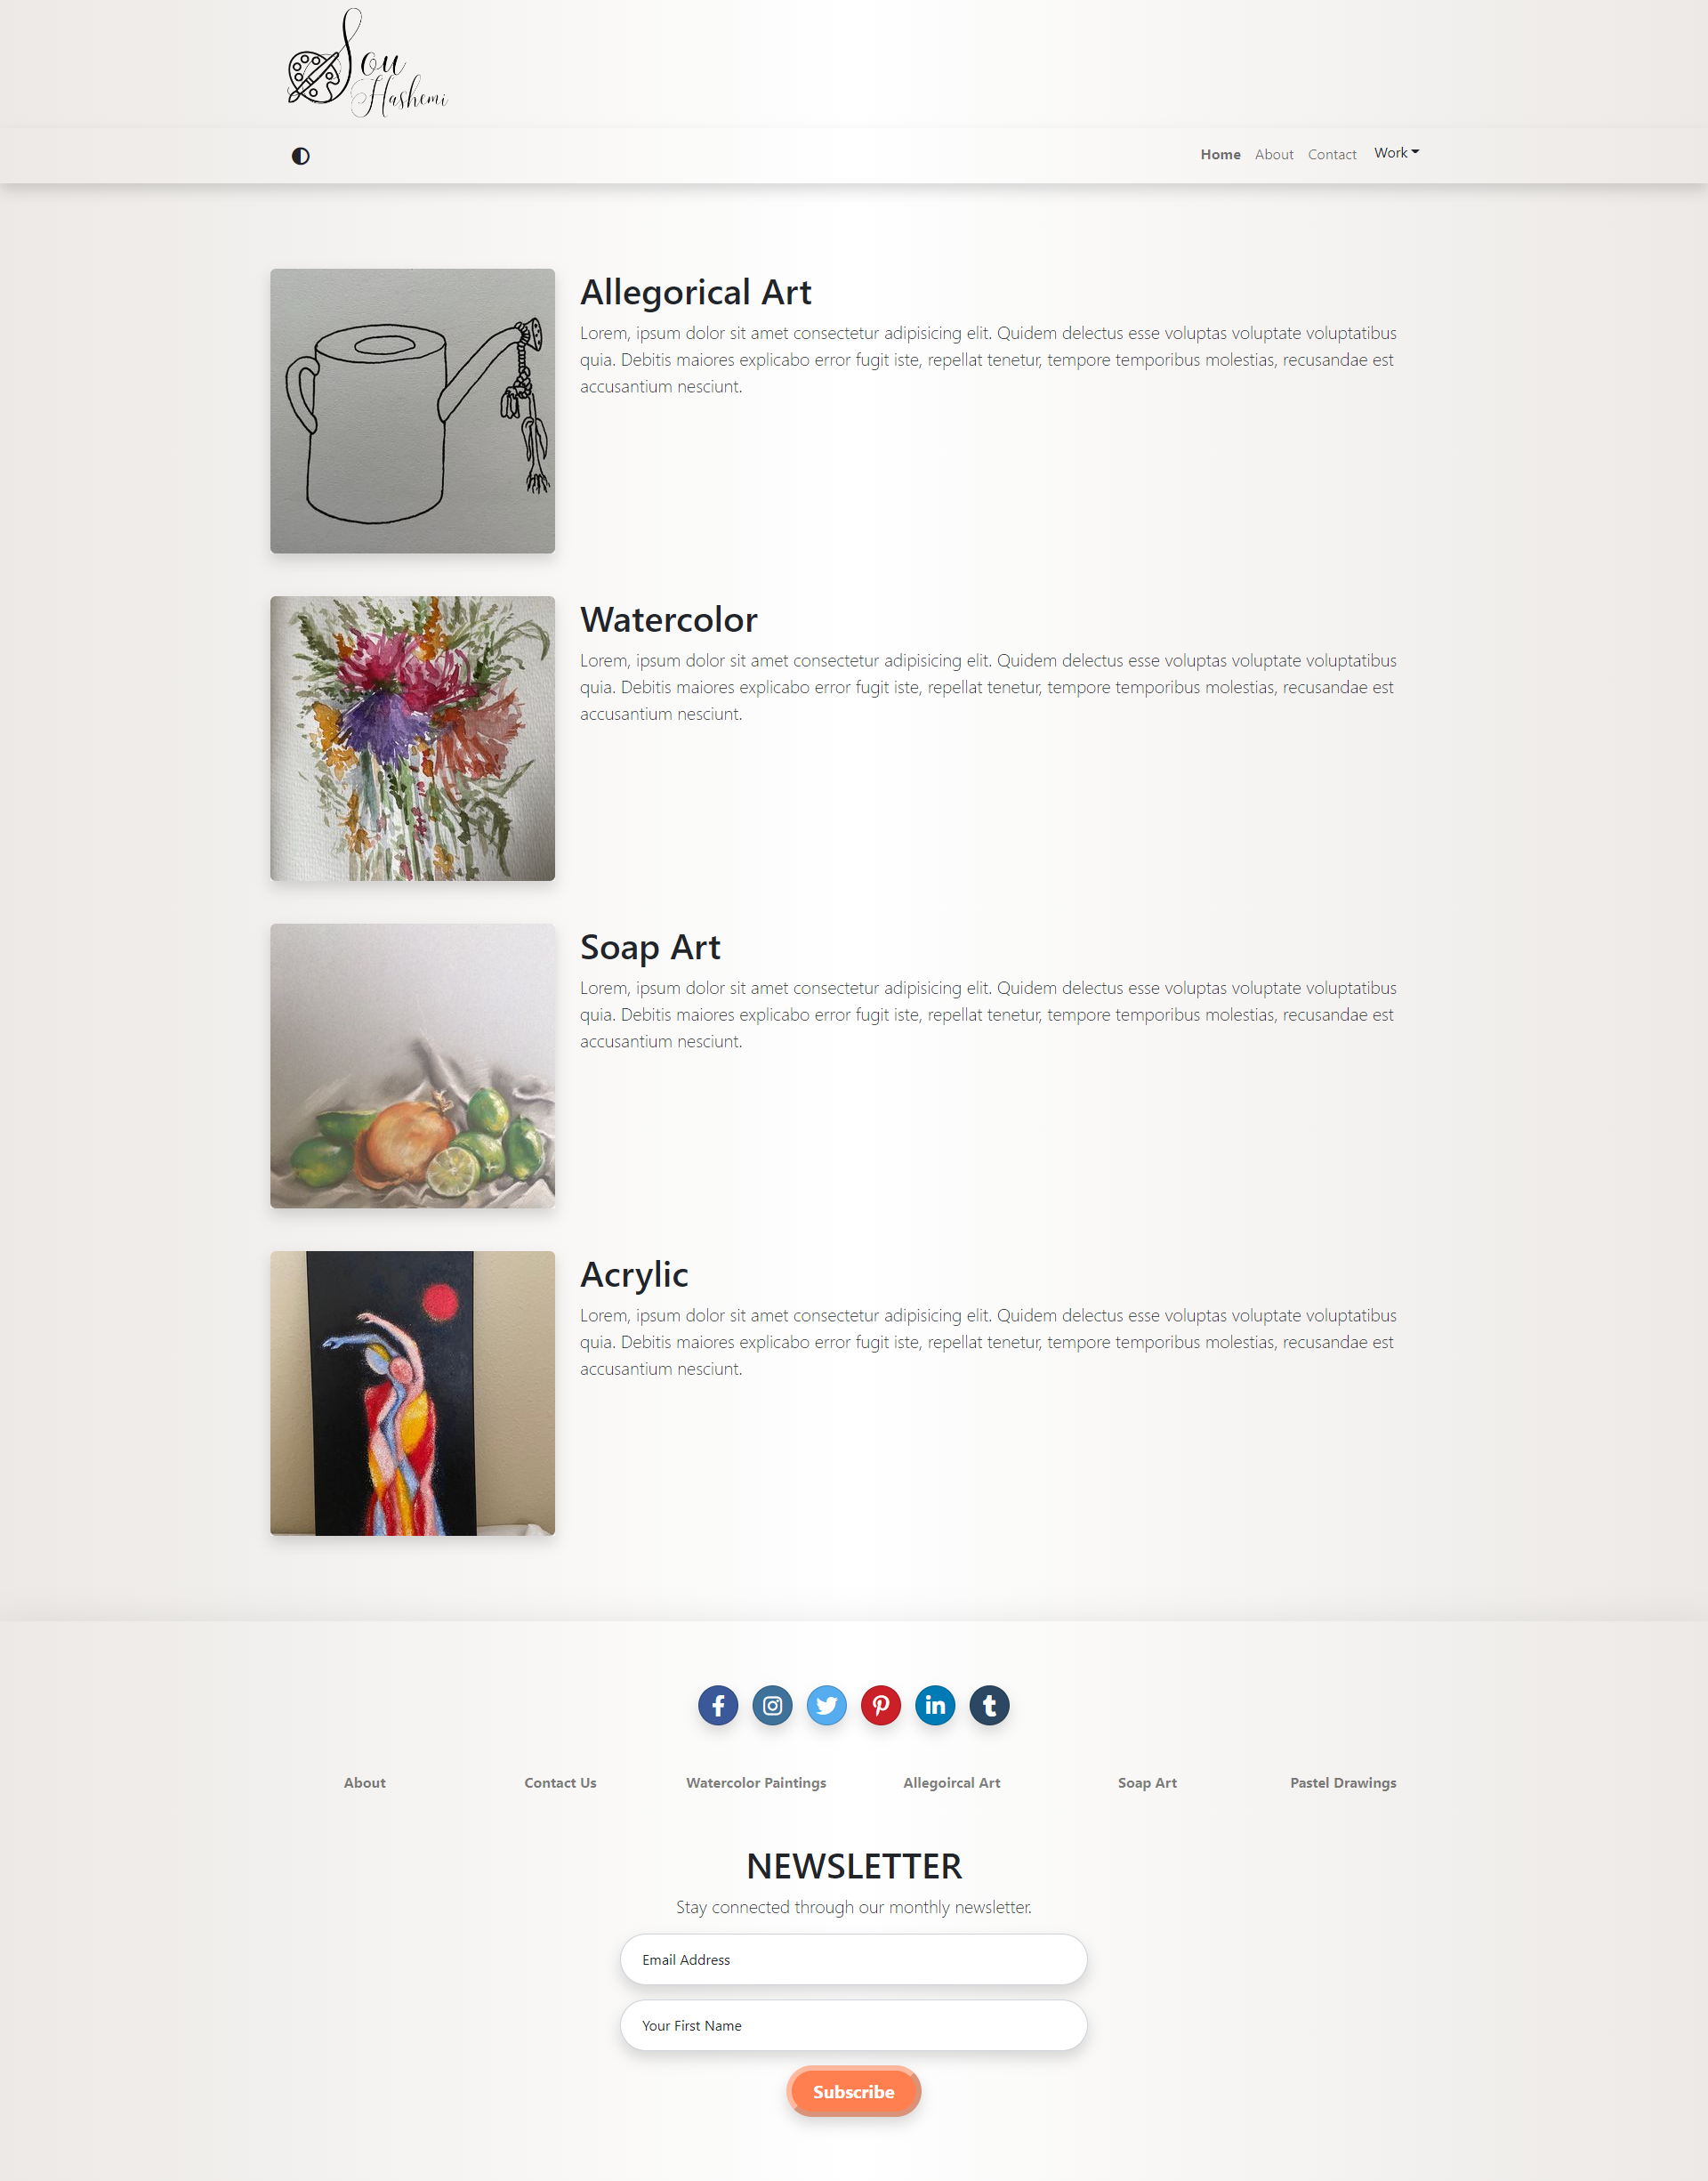 Sou
Hashemi
Home About Contact Work
Allegorical Art
Lorem, ipsum dolor sit amet consectetur adipisicing elit. Quidem delectus esse voluptas voluptate voluptatibus
quia. Debitis maiores explicabo error fugit iste, repellat tenetur, tempore temporibus molestias, recusandae est
accusantium nesciunt.
Watercolor
Lorem, ipsum dolor sit amet consectetur adipisicing elit. Quidem delectus esse voluptas voluptate voluptatibus
quia. Debitis maiores explicabo error fugit iste, repellat tenetur, tempore temporibus molestias, recusandae est
accusantium nesciunt.
Soap Art
Lorem, ipsum dolor sit amet consectetur adipisicing elit. Quidem delectus esse voluptas voluptate voluptatibus
quia. Debitis maiores explicabo error fugit iste, repellat tenetur, tempore temporibus molestias, recusandae est
accusantium nesciunt.
Acrylic
Lorem, ipsum dolor sit amet consectetur adipisicing elit. Quidem delectus esse voluptas voluptate voluptatibus
quia. Debitis maiores explicabo error fugit iste, repellat tenetur, tempore temporibus molestias, recusandae est
accusantium nesciunt.
About Contact Us Watercolor Paintings Allegoircal Art Soap Art Pastel Drawings
NEWSLETTER
Stay connected through our monthly newsletter.
Email Address
Your First Name
Subscribe